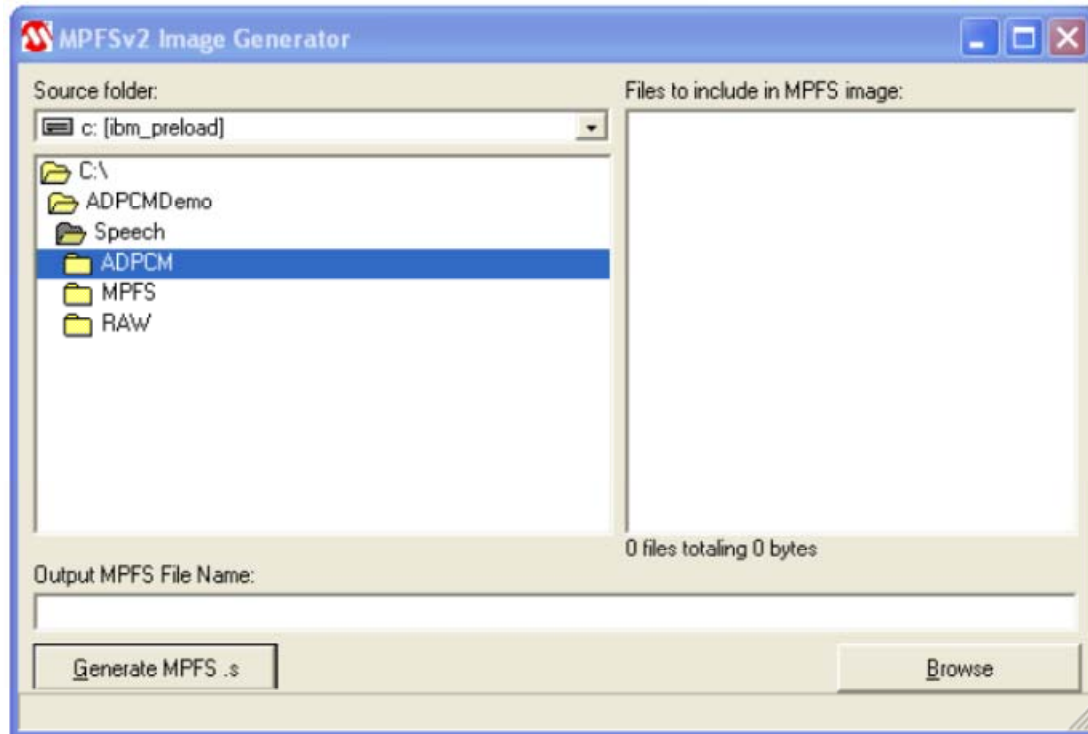 MPFSv2 Image Generator
Source folder:
c: [ibm_preload]
C:\
ADPCMDemo
Speech
ADPCM
MPFS
RAW
Files to include in MPFS image:
0 files totaling 0 bytes
Output MPFS File Name:
Generate MPFS .s
Browse